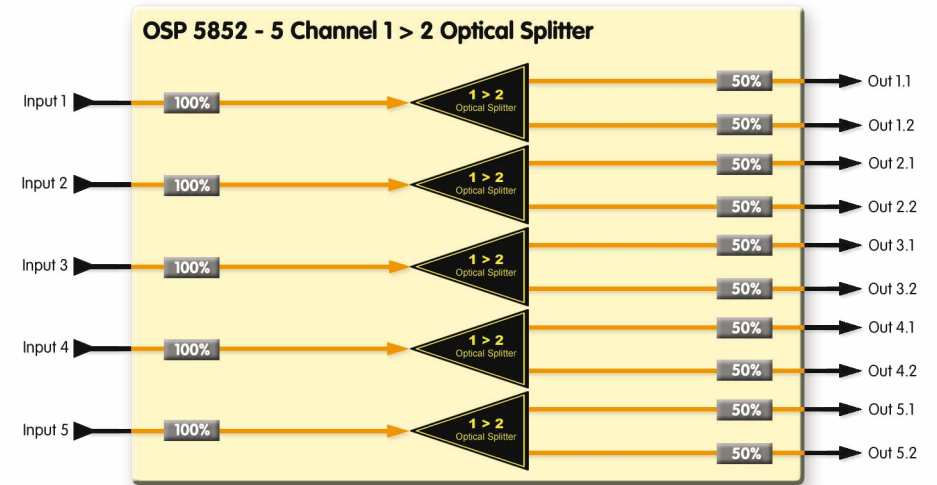 OSP 5852 - 5 Channel 1 > 2 Optical Splitter
Input 1
100%
1 > 2
Optical Splitter
50%
Out 1.1
50%
Out 1.2
Input 2
100%
1 > 2
Optical Splitter
50%
Out 2.1
50%
Out 2.2
Input 3
100%
1 > 2
Optical Splitter
50%
Out 3.1
50%
Out 3.2
Input 4
100%
1 > 2
Optical Splitter
50%
Out 4.1
50%
Out 4.2
Input 5
100%
1 > 2
Optical Splitter
50%
Out 5.1
50%
Out 5.2